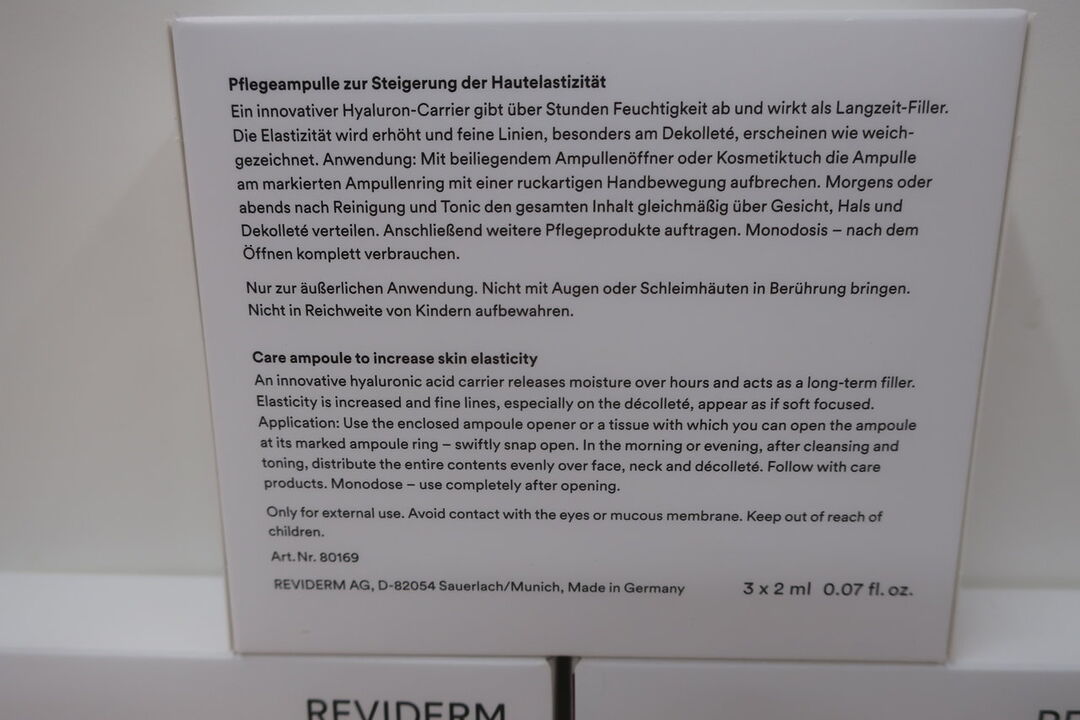 Pflegeampulle zur Steigerung der Hautelastizität
Ein innovativer Hyaluron-Carrier gibt über Stunden Feuchtigkeit ab und wirkt als Langzeit-Filler.
Die Elastizität wird erhöht und feine Linien, besonders am Dekolleté, erscheinen wie weich-
gezeichnet. Anwendung: Mit beiliegendem Ampullenöffner oder Kosmetiktuch die Ampulle
am markierten Ampullenring mit einer ruckartigen Handbewegung aufbrechen. Morgens oder
abends nach Reinigung und Tonic den gesamten Inhalt gleichmäßig über Gesicht, Hals und
Dekolleté verteilen. Anschließend weitere Pflegeprodukte auftragen. Monodosis – nach dem
Öffnen komplett verbrauchen.
Nur zur äußerlichen Anwendung. Nicht mit Augen oder Schleimhäuten in Berührung bringen.
Nicht in Reichweite von Kindern aufbewahren.
Care ampoule to increase skin elasticity
An innovative hyaluronic acid carrier releases moisture over hours and acts as a long-term filler.
Elasticity is increased and fine lines, especially on the décolleté, appear as if soft focused.
Application: Use the enclosed ampoule opener or a tissue with which you can open the ampoule
at its marked ampoule ring – swiftly snap open. In the morning or evening, after cleansing and
toning, distribute the entire contents evenly over face, neck and décolleté. Follow with care
products. Monodose – use completely after opening.
Only for external use. Avoid contact with the eyes or mucous membrane. Keep out of reach of
children.
Art.Nr. 80169
REVIDERM AG, D-82054 Sauerlach/Munich, Made in Germany 3 x 2 ml 0.07 fl. oz.
REVIDERM